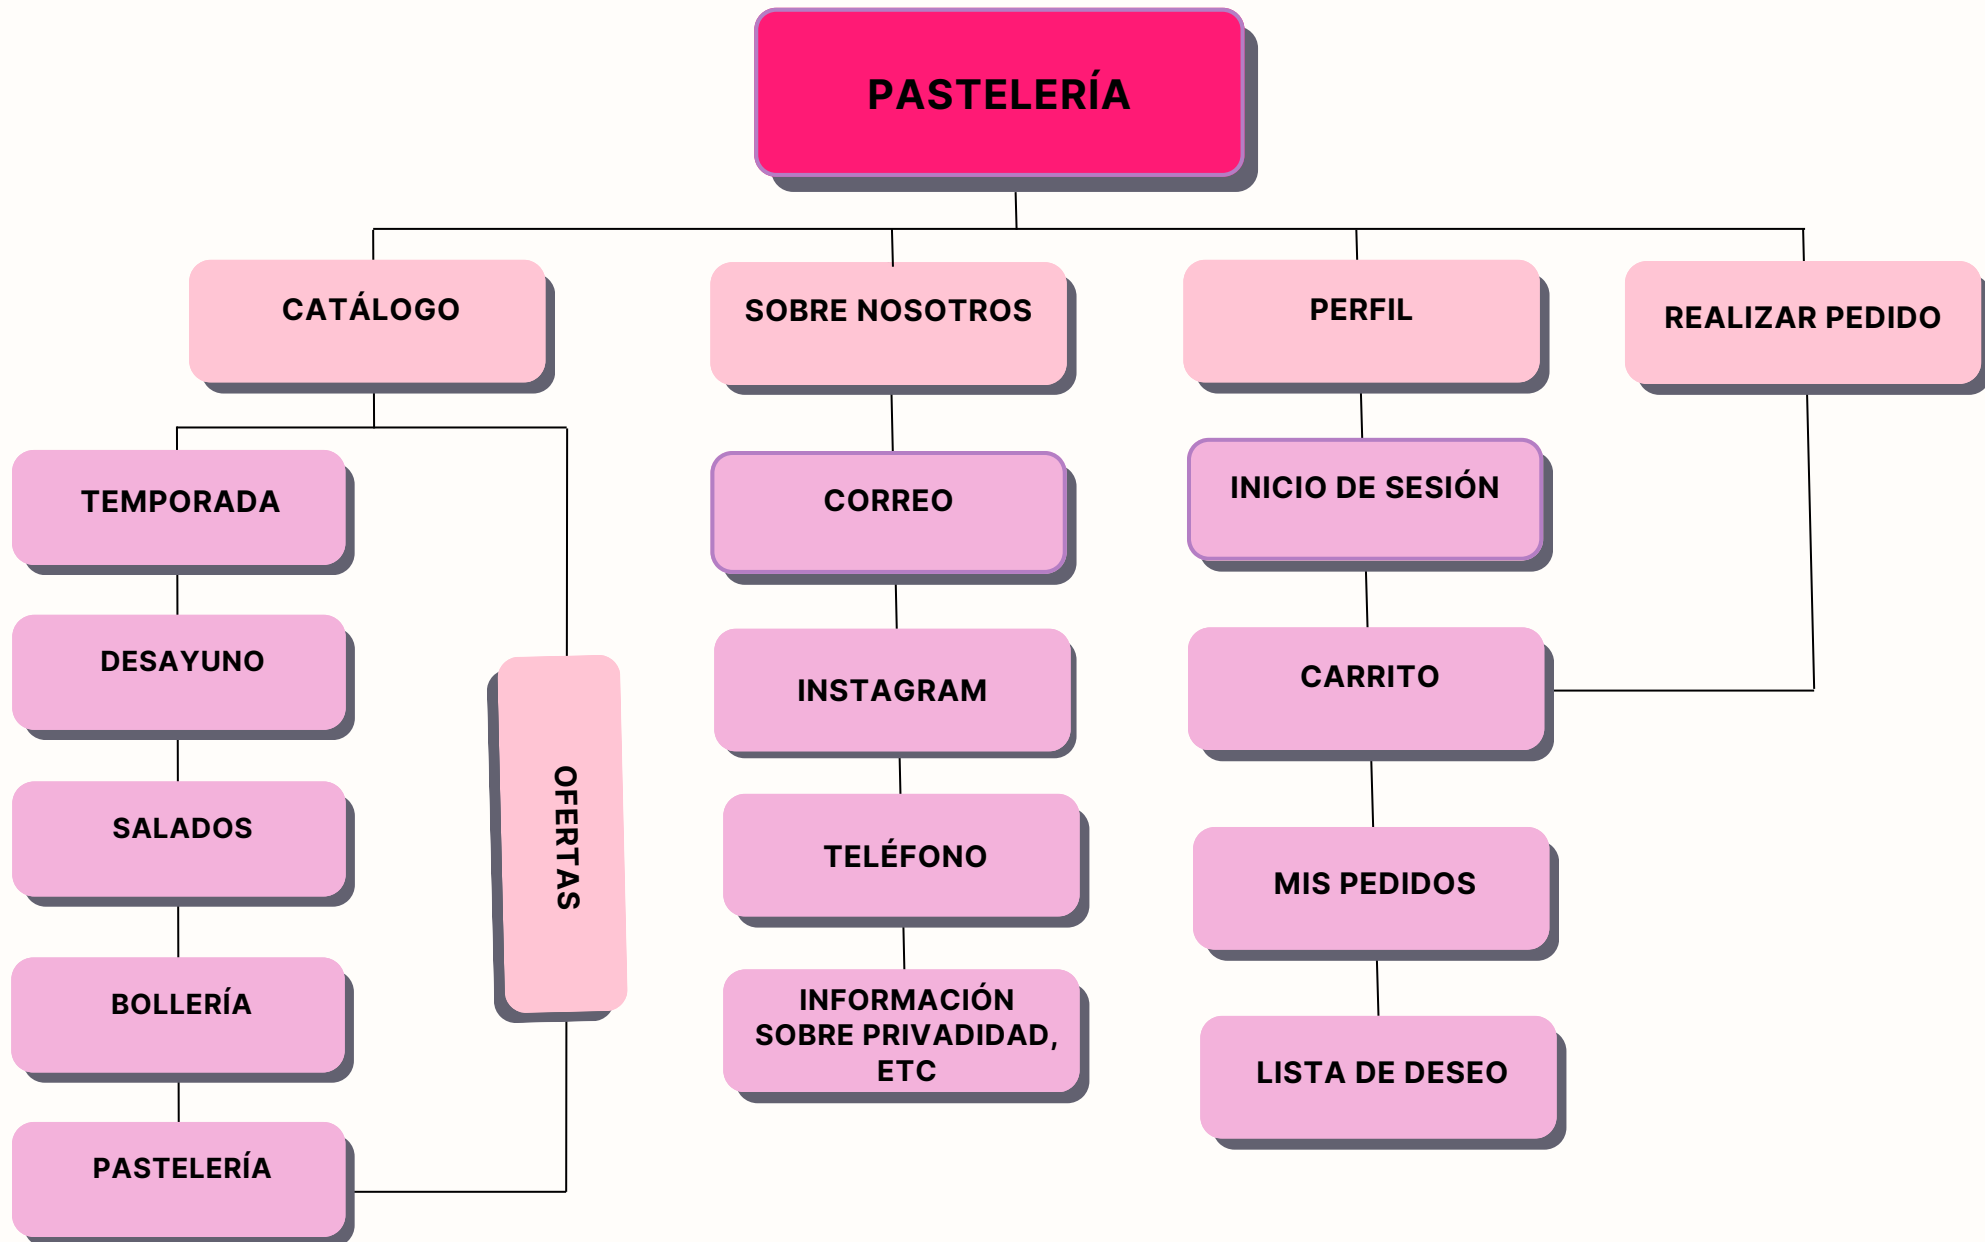 PASTELERÍA
CATÁLOGO
SOBRE NOSOTROS
PERFIL
REALIZAR PEDIDO
TEMPORADA
DESAYUNO
SALADOS
BOLLERÍA
PASTELERÍA
OFERTAS
CORREO
INSTAGRAM
TELÉFONO
INFORMACIÓN
SOBRE PRIVADIDAD,
ETC
INICIO DE SESIÓN
CARRITO
MIS PEDIDOS
LISTA DE DESEO